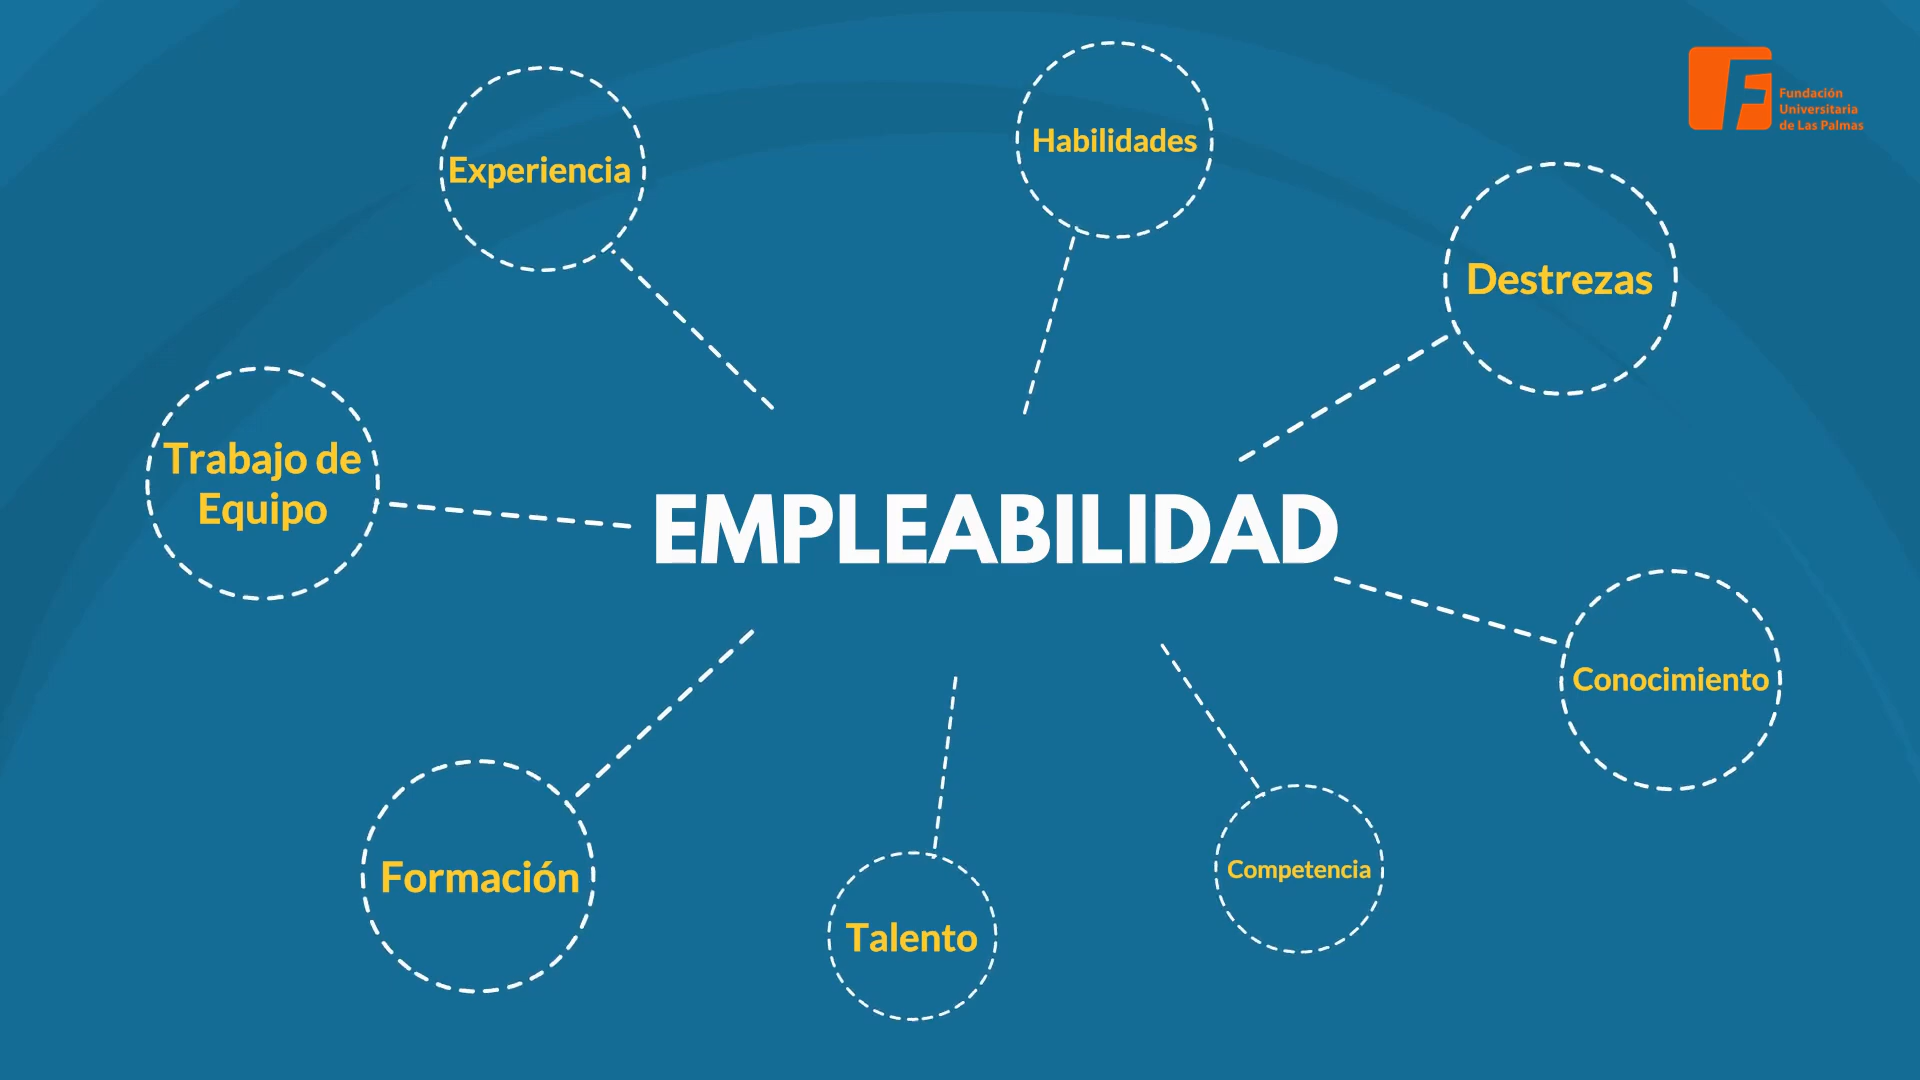 Experiencia
Habilidades
Fundación
Universitaria
de Las Palmas
Destrezas
Trabajo de
Equipo
EMPLEABILIDAD
Conocimiento
Formación
Talento
Competencia